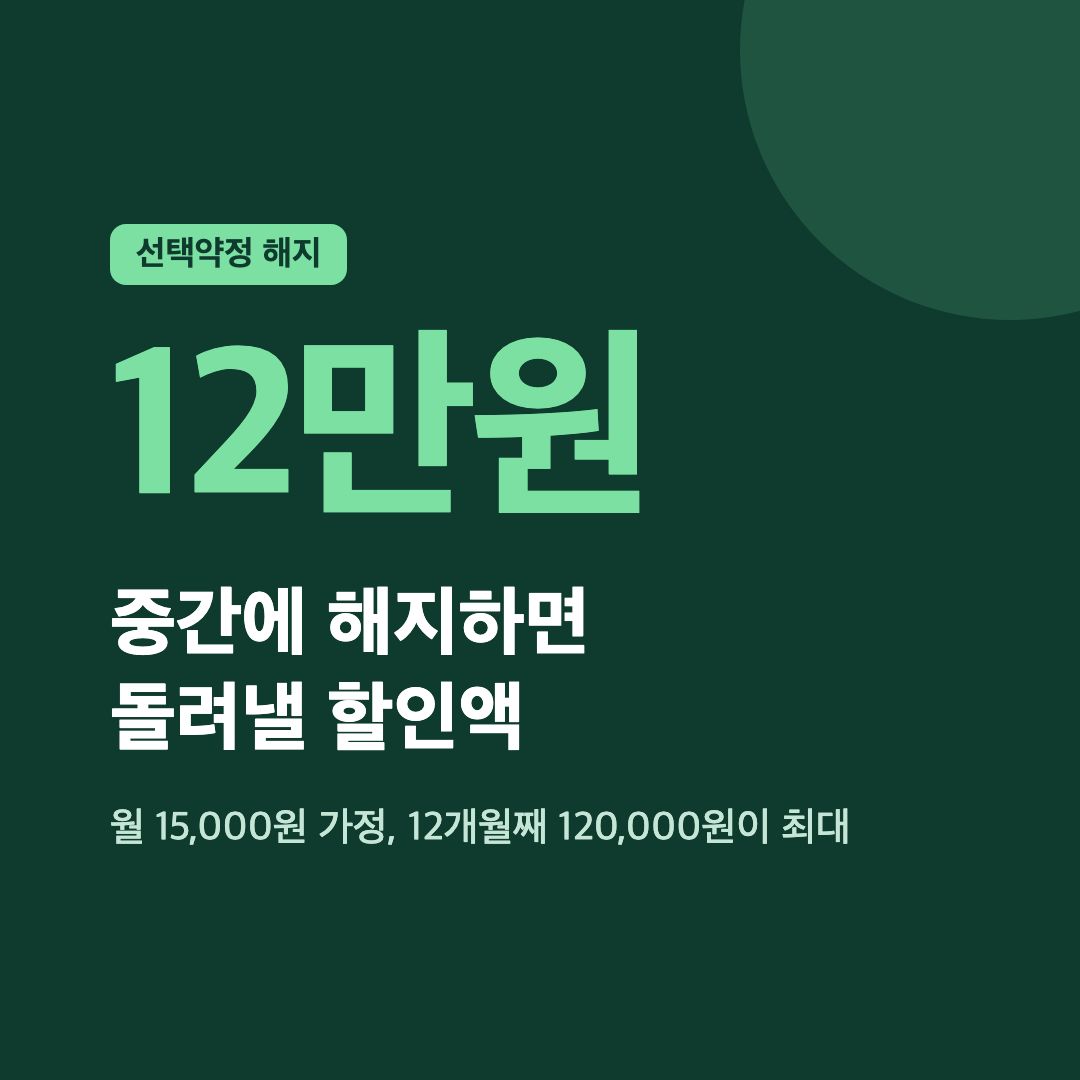 선택약정 해지
12만원
중간에 해지하면
돌려낼 할인액
월 15,000원 가정, 12개월째 120,000원이 최대